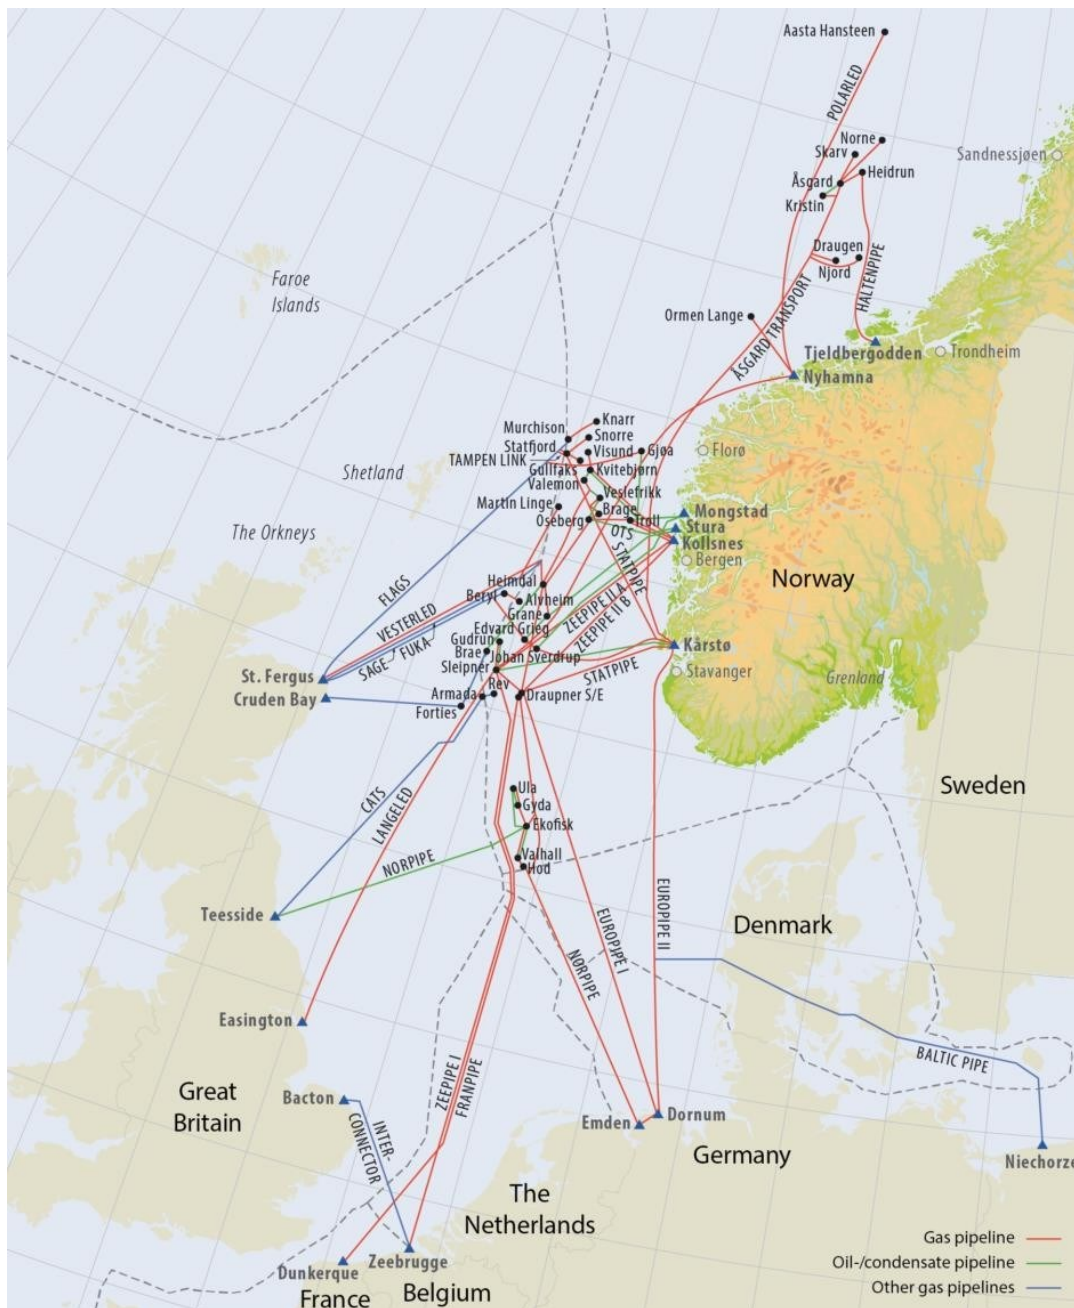 Aasta Hansteen
POLARLED
Norne
Skarv
Sandnessjøen
Heidrun
Åsgard
Kristin
Draugen
Njord
HALTENPIPE
Faroe
Islands
ÅSGARD TRANSPORT
Ormen Lange
Tjeldbergodden
Trondheim
Nyhamna
Knarr
Murchison
Snorre
Statfjord
Visund
Gjøa
Florø
TAMPEN LINK
Gullfaks
Kvitebjørn
Shetland
Valemon
Veslefrikk
Martin Linge
Brage
Mongstad
Oseberg
Troll
Stura
OTS
Kollsnes
The Orkneys
Bergen
STATPIPE
Norway
FLAGS
Heimdal
Beryl
Alvheim
VESTERLED
Grane
ZEEPIPE II A
ZEEPIPE II B
Edvard Grieg
SAGE
FUKA
Gudrun
Brae
Johan Sverdrup
Kårstø
Sleipner
STATPIPE
St. Fergus
Stavanger
Grenland
Cruden Bay
Rev
Armada
Draupner S/E
Forties
Sweden
CATS
LANGELED
Ula
Gyda
Ekofisk
NORPIPE
Valhall
Hod
Teesside
EUROPIPE II
Denmark
EUROPIPE I
NORPIPE
Easington
BALTIC PIPE
ZEEPIPE I
FRANPIPE
Great
Britain
Bacton
INTER-
CONNECTOR
Dornum
Emden
Germany
Niechorze
The
Netherlands
Gas pipeline
Oil-/condensate pipeline
Other gas pipelines
Zeebrugge
Dunkerque
Belgium
France